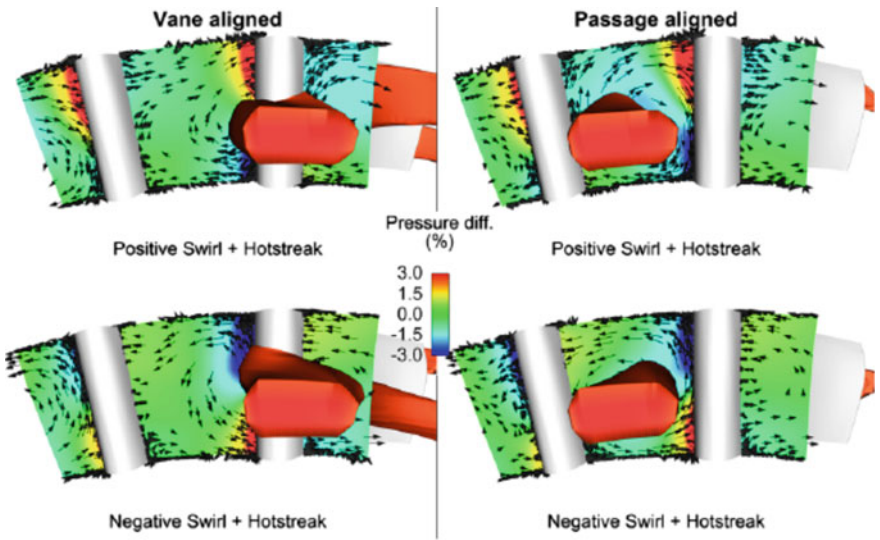 Vane aligned
Passage aligned
Positive Swirl + Hotstreak
Positive Swirl + Hotstreak
Pressure diff.
(%)
3.0
1.5
0.0
-1.5
-3.0
Negative Swirl + Hotstreak
Negative Swirl + Hotstreak